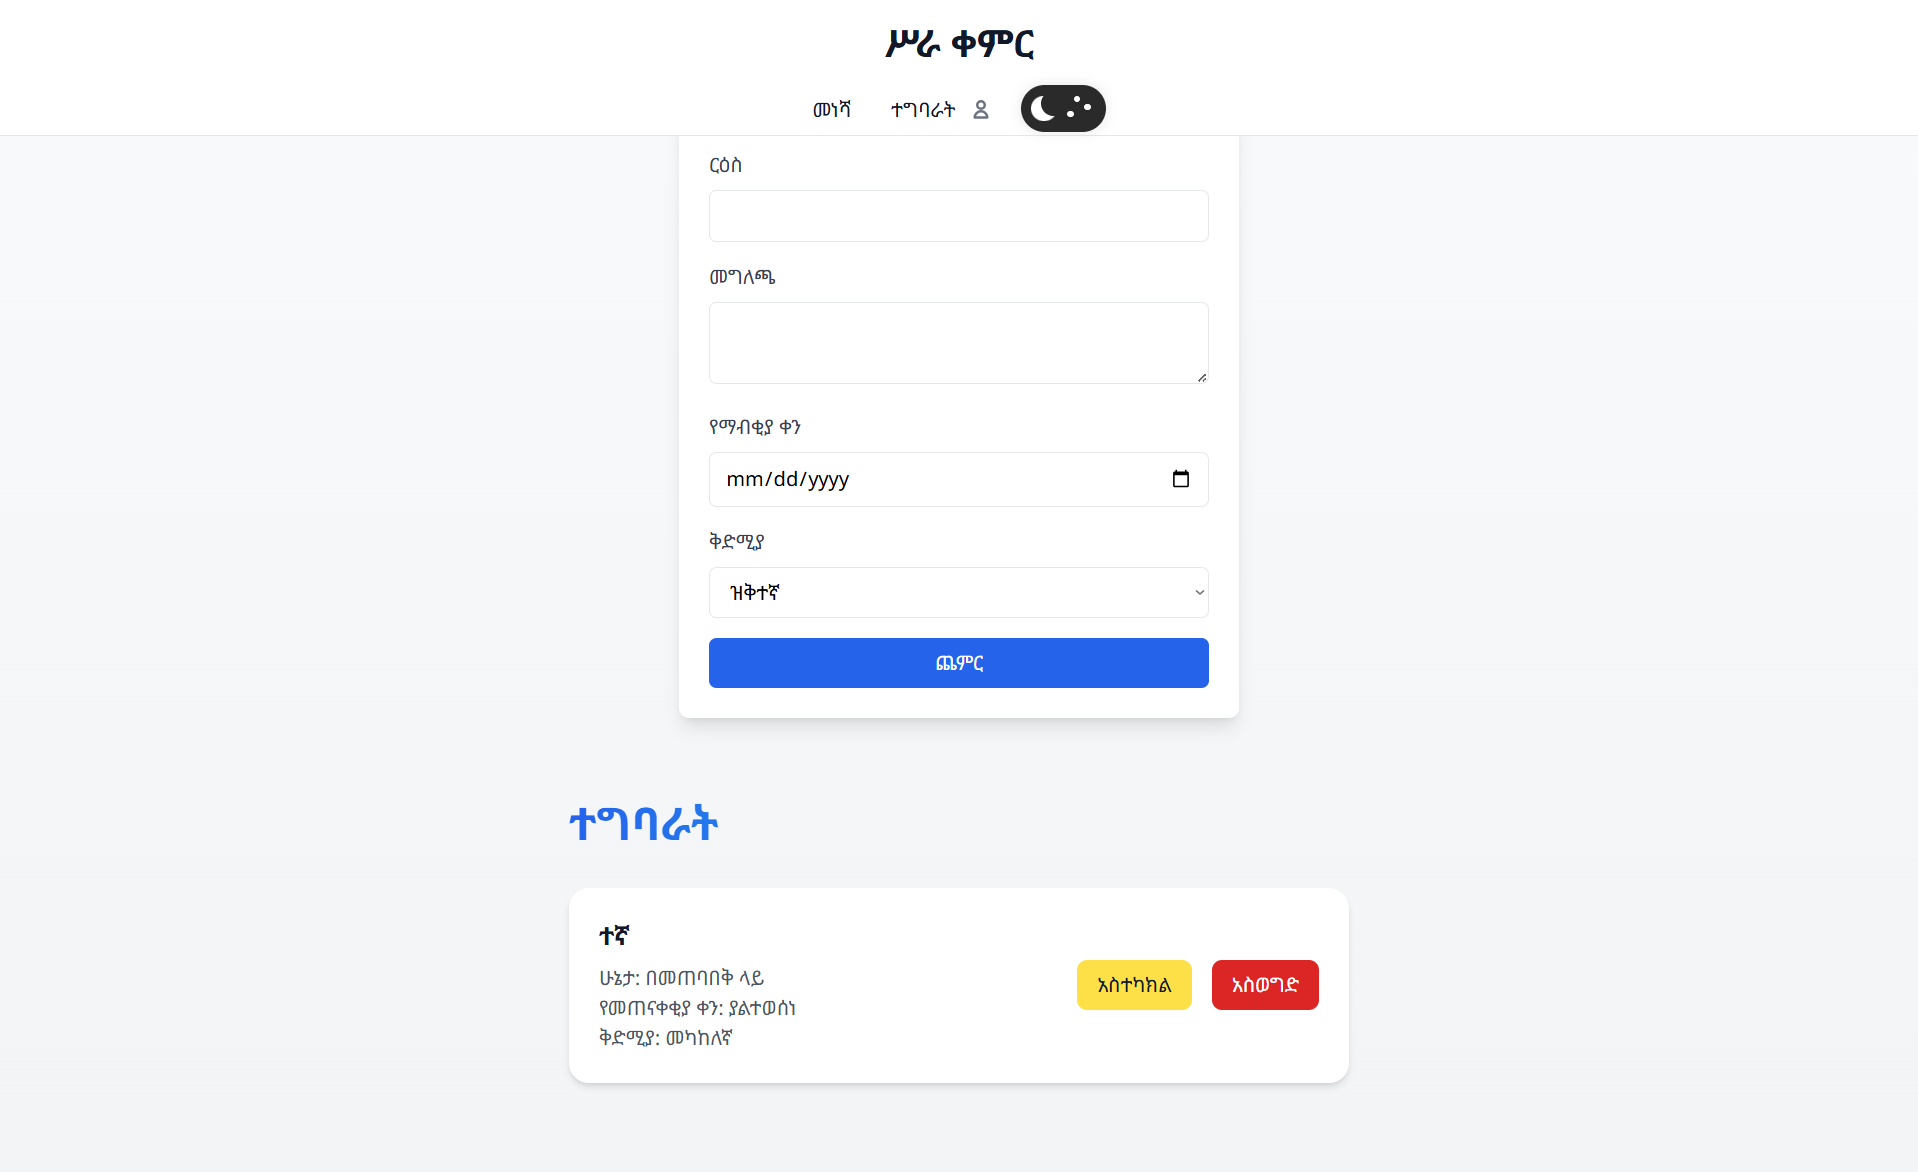 ሥራ ቀምር
መነሻ ተግባራት
ርዕስ
መግለጫ
የማብቂያ ቀን
mm/dd/yyyy
ቅድሚያ
ዝቅተኛ
ጨምር
ተግባራት
ተኛ
ሁኔታ: በመጠባበቅ ላይ
የመጠናቀቂያ ቀን: ያልተወሰነ
ቅድሚያ: መካከለኛ
አስተካክል አስወግድ